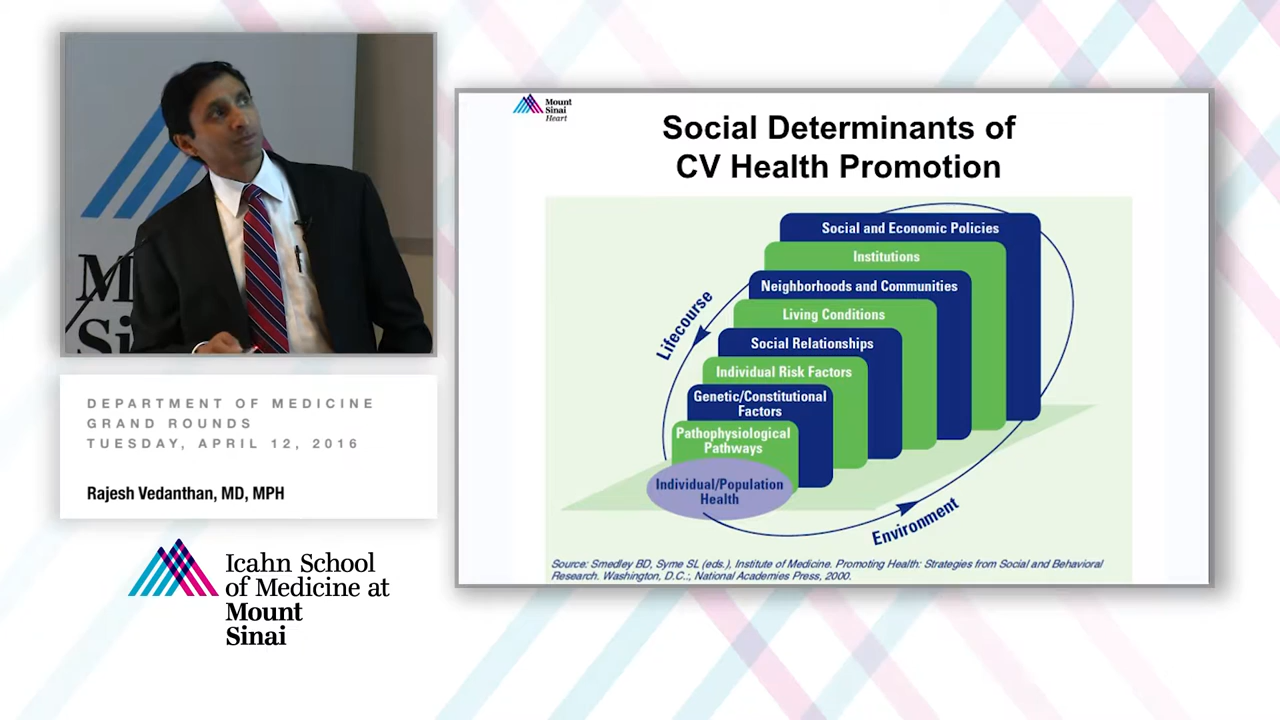 M
Si
DEPARTMENT OF MEDICINE
GRAND ROUNDS
TUESDAY, APRIL 12, 2016
Rajesh Vedanthan, MD, MPH
Icahn School
of Medicine at
Mount
Sinai
Mount
Sinai
Heart
Social Determinants of
CV Health Promotion
Social and Economic Policies
Institutions
Neighborhoods and Communities
Living Conditions
Social Relationships
Individual Risk Factors
Genetic/Constitutional
Factors
Pathophysiological
Pathways
Individual/Population
Health
Lifecourse
Environment
Source: Smedley BD, Syme SL (eds.), Institute of Medicine. Promoting Health: Strategies from Social and Behavioral
Research. Washington, D.C.:, National Academies Press, 2000.